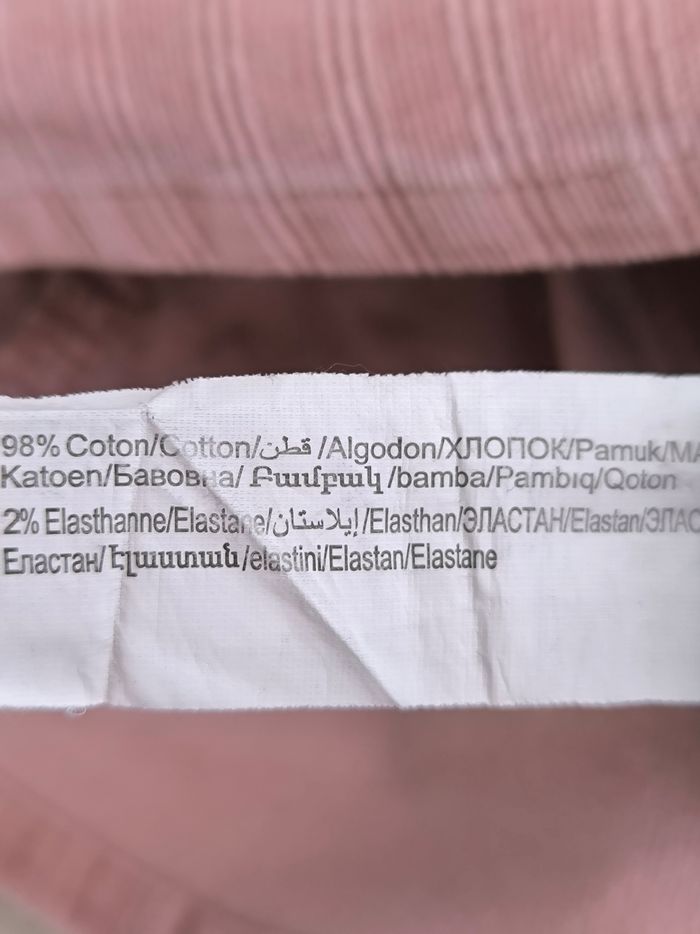 98% Coton/Cotton/قطن/Algodon/ХЛОПОК/Pamuk/
Katoen/Бавовна/ Բամբակ /bamba/Pambıq/Qoton
2% Elasthanne/Elastane/إيلاستان/Elasthan/ЭЛАСТАН/Elastan/
Еластан/Էլաստան/elastini/Elastan/Elastane